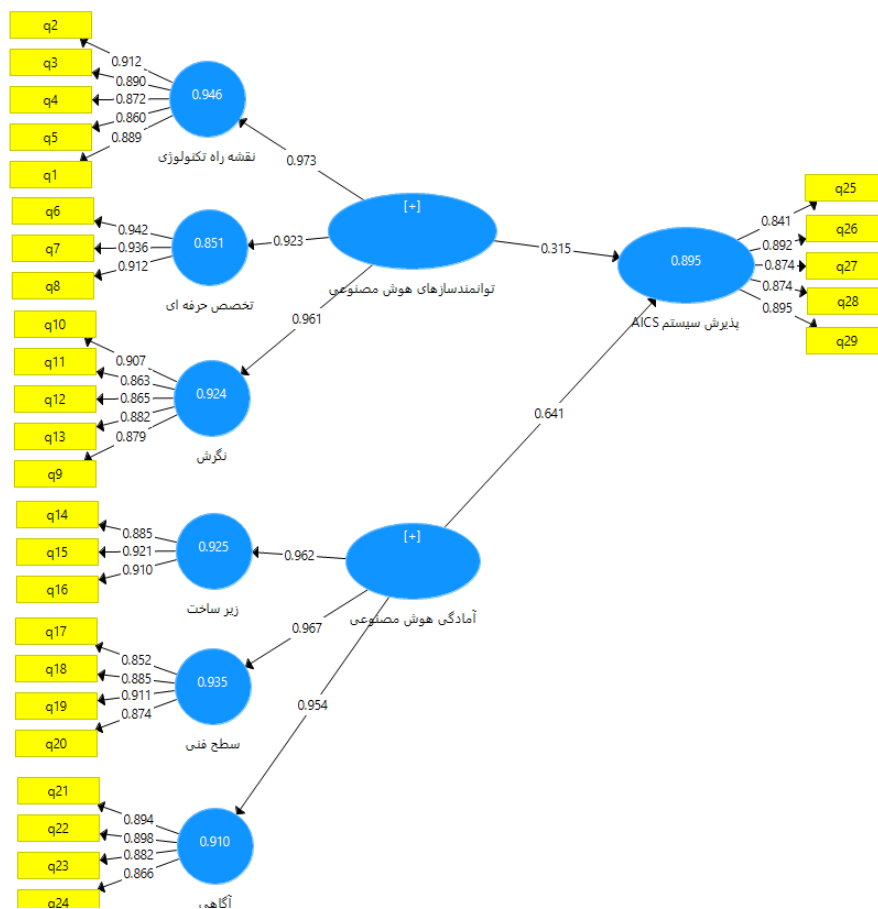 q2
0.912
q3
0.890
q4
0.872
q5
0.860
q1
0.889
0.946
نقشه راه تکنولوژی
0.973
q6
0.942
q7
0.936
q8
0.912
0.851
تخصص حرفه ای
0.923
q10
0.907
q11
0.863
q12
0.865
q13
0.882
q9
0.879
0.924
نگرش
0.961
[+]
توانمندسازهای هوش مصنوعی
0.315
0.895
پذیرش سیستم AICS
q25
0.841
q26
0.892
q27
0.874
q28
0.874
q29
0.895
0.641
q14
0.885
q15
0.921
q16
0.910
0.925
زیر ساخت
0.962
[+]
آمادگی هوش مصنوعی
q17
0.852
q18
0.885
q19
0.911
q20
0.874
0.935
سطح فنی
0.967
0.954
q21
0.894
q22
0.898
q23
0.882
q24
0.866
0.910
آگاهی